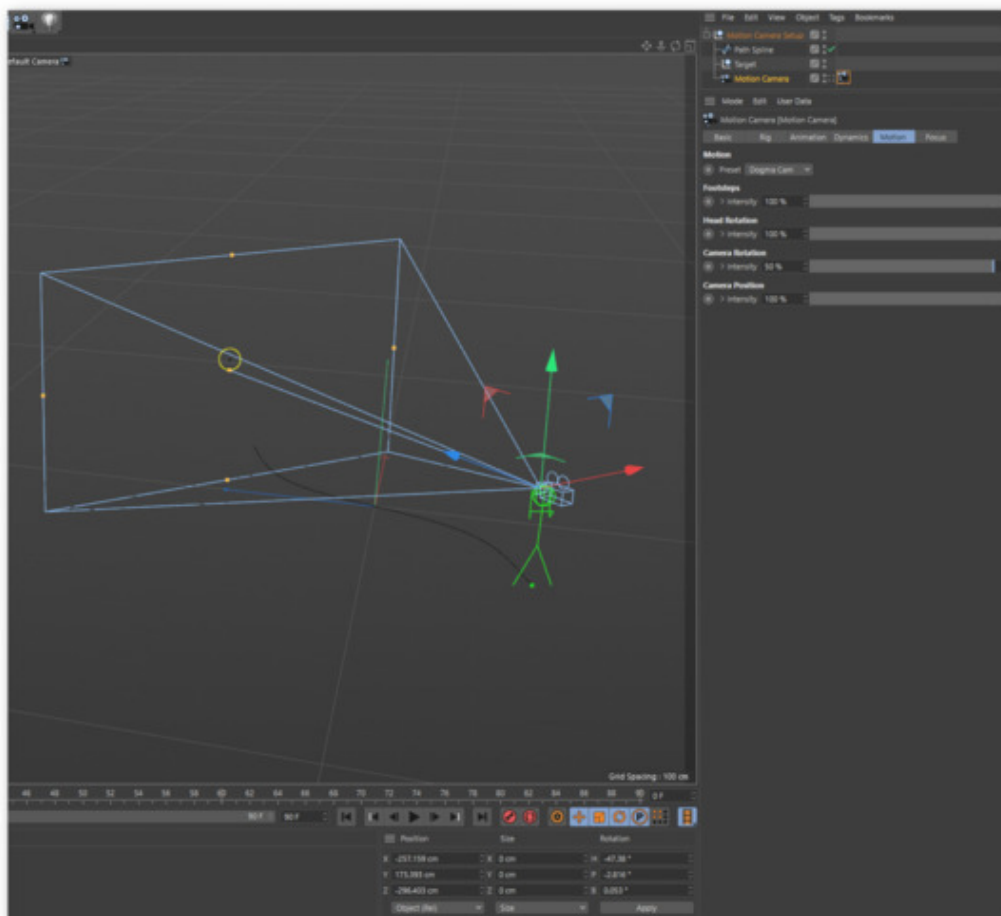 File Edit View Object Tags Bookmarks
Motion Camera Setup
Path Spline
Target
Motion Camera
efault Camera
Mode Edit User Data
Motion Camera [Motion Camera]
Basic Rig Animation Dynamics Motion Focus
Motion
Preset Dogma Cam
Footsteps
Intensity 100 %
Head Rotation
Intensity 100 %
Camera Rotation
Intensity 50 %
Camera Position
Intensity 100 %
Grid Spacing : 100 cm
46 48 50 52 54 56 58 60 62 64 66 68 70 72 74 76 78 80 82 84 86 88 90 0 F
90 F 90 F
Position Size Rotation
X -257.159 cm X 0 cm H -47.38 °
Y 173.393 cm Y 0 cm P -2.816 °
Z -296.403 cm Z 0 cm B 0.053 °
Object (Rel) Size Apply